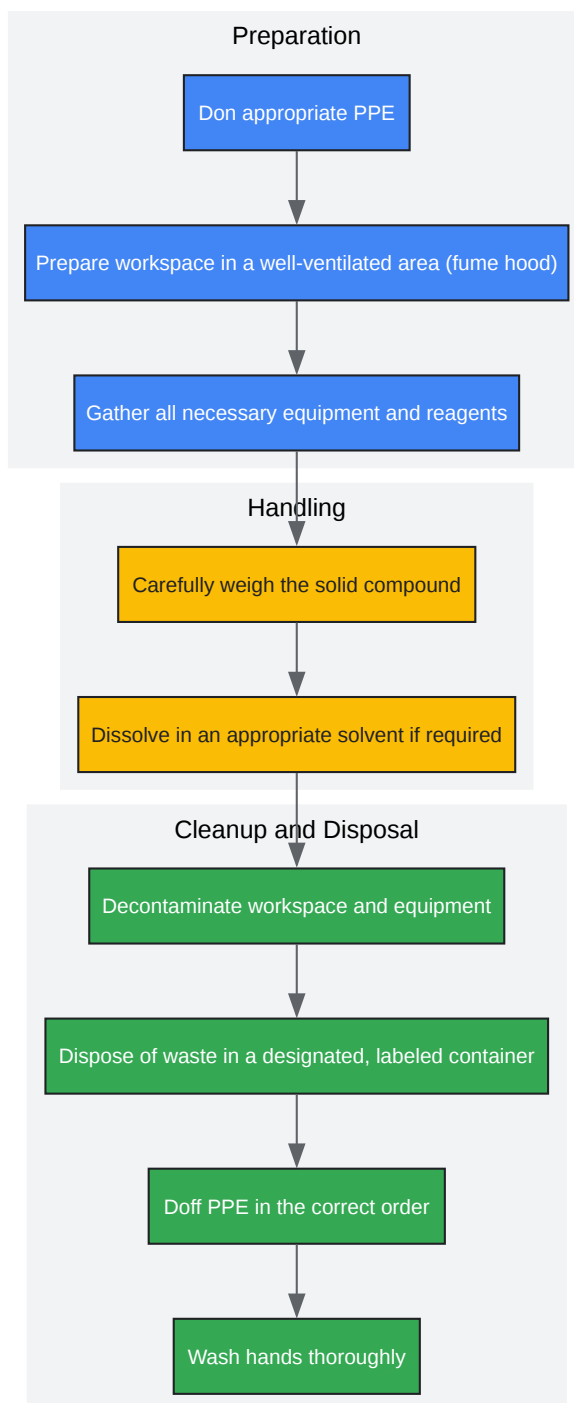 Preparation
Don appropriate PPE
Prepare workspace in a well-ventilated area (fume hood)
Gather all necessary equipment and reagents
Handling
Carefully weigh the solid compound
Dissolve in an appropriate solvent if required
Cleanup and Disposal
Decontaminate workspace and equipment
Dispose of waste in a designated, labeled container
Doff PPE in the correct order
Wash hands thoroughly